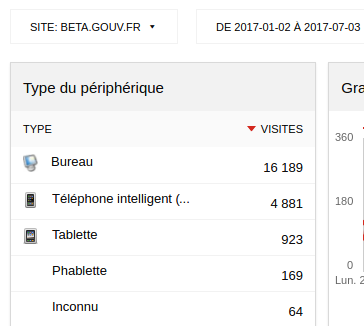 SITE: BETA.GOUV.FR
DE 2017-01-02 À 2017-07-03
Type du périphérique
TYPE VISITES
Bureau 16 189
Téléphone intelligent (... 4 881
Tablette 923
Phablette 169
Inconnu 64
Gra
360
180
0
Lun. 2